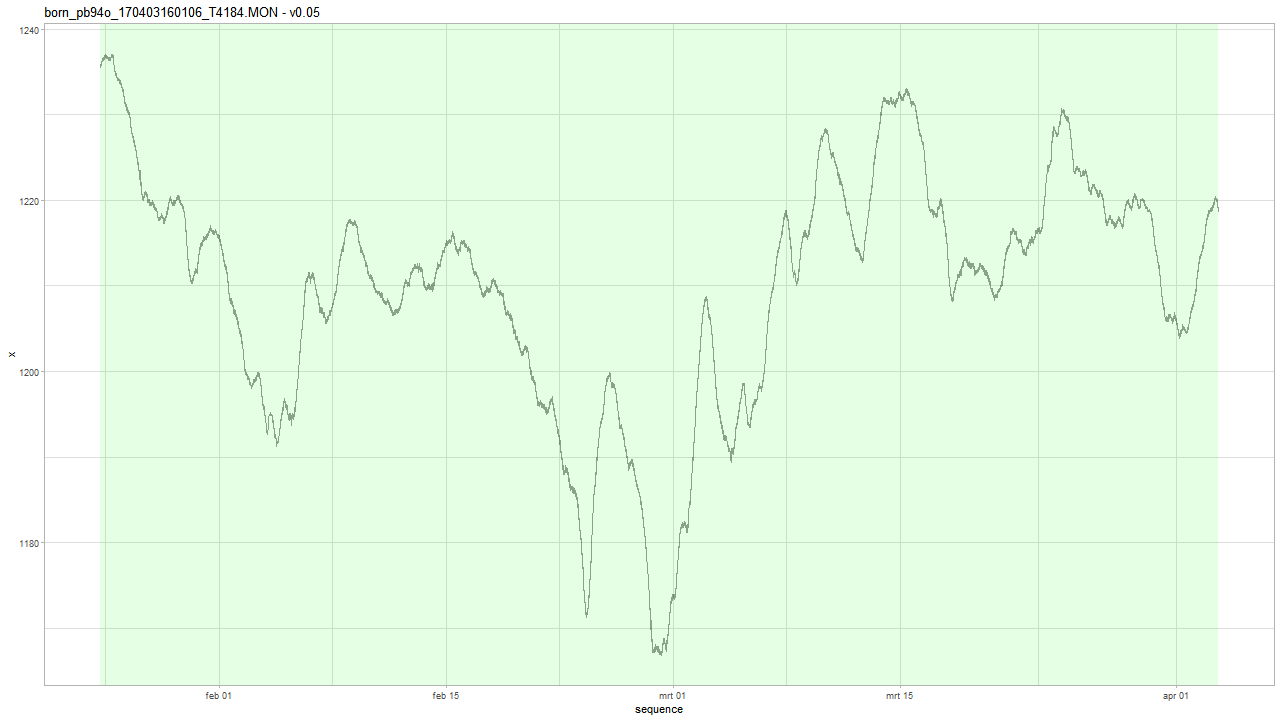 born_pb94o_170403160106_T4184.MON - v0.05
1240
1220
1200
1180
x
feb 01
feb 15
mrt 01
mrt 15
apr 01
sequence